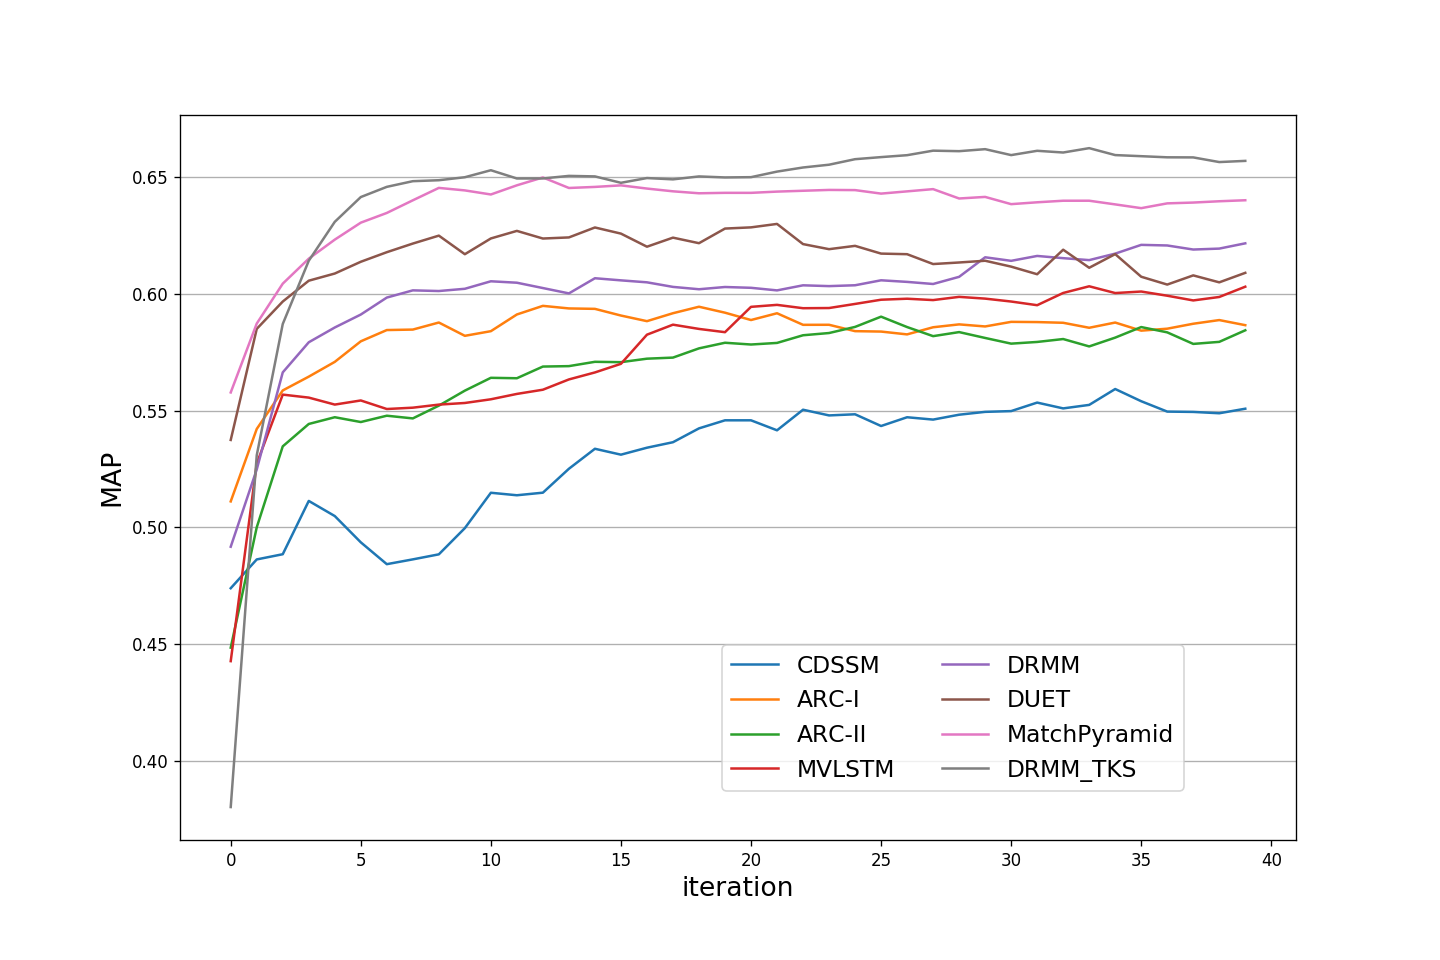 0.65
0.60
0.55
0.50
0.45
0.40
MAP
0 5 10 15 20 25 30 35 40
iteration
CDSSM
ARC-I
ARC-II
MVLSTM
DRMM
DUET
MatchPyramid
DRMM_TKS